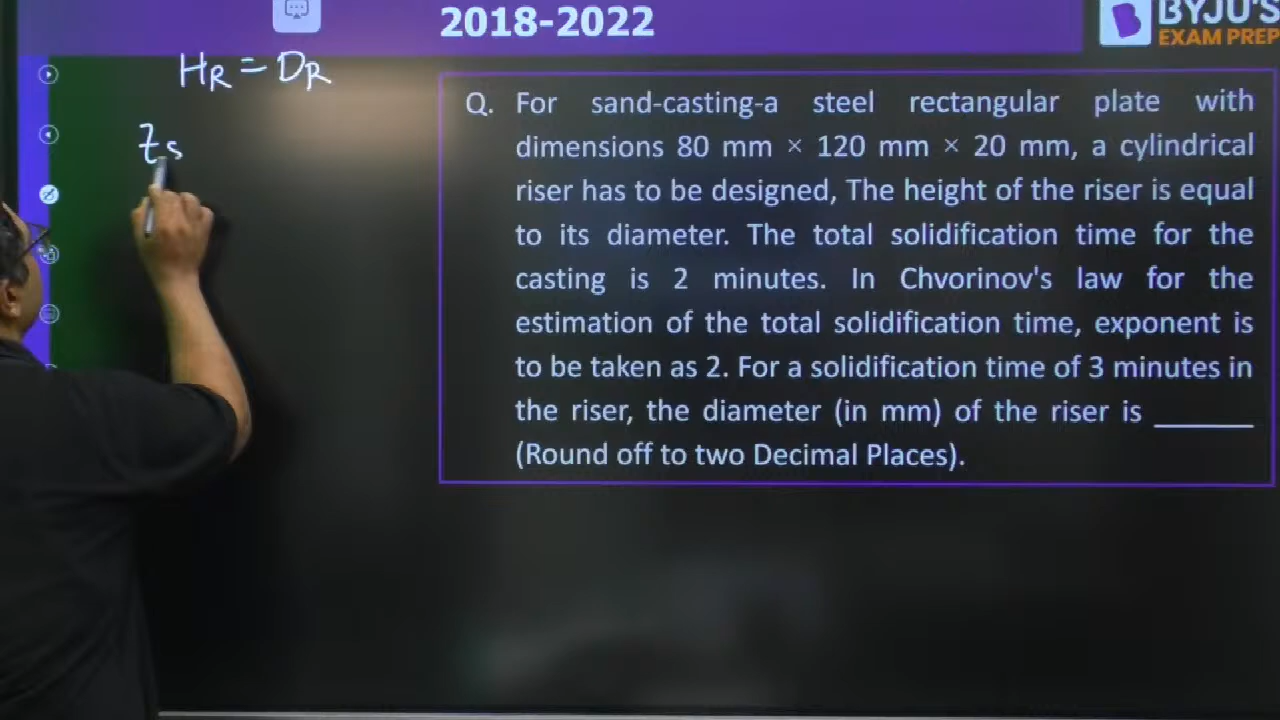 2018-2022
BYJU'S
EXAM PREP
H_R = D_R
ts
Q. For sand-casting-a steel rectangular plate with
dimensions 80 mm × 120 mm × 20 mm, a cylindrical
riser has to be designed, The height of the riser is equal
to its diameter. The total solidification time for the
casting is 2 minutes. In Chvorinov's law for the
estimation of the total solidification time, exponent is
to be taken as 2. For a solidification time of 3 minutes in
the riser, the diameter (in mm) of the riser is ______
(Round off to two Decimal Places).